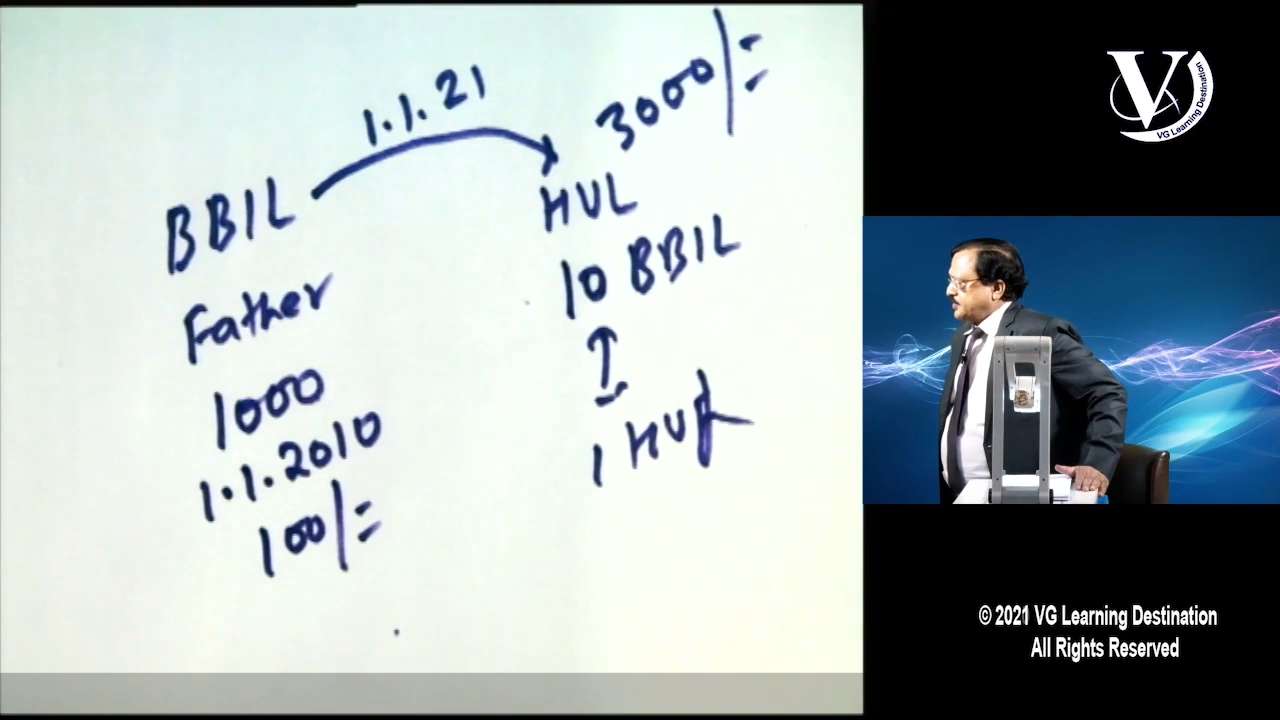 1.1.21
3000/=
BBIL
HUL
Father
10 BBIL
1000
1.1.2010
1 HUL
100/=
V
VG Learning Destination
© 2021 VG Learning Destination
All Rights Reserved